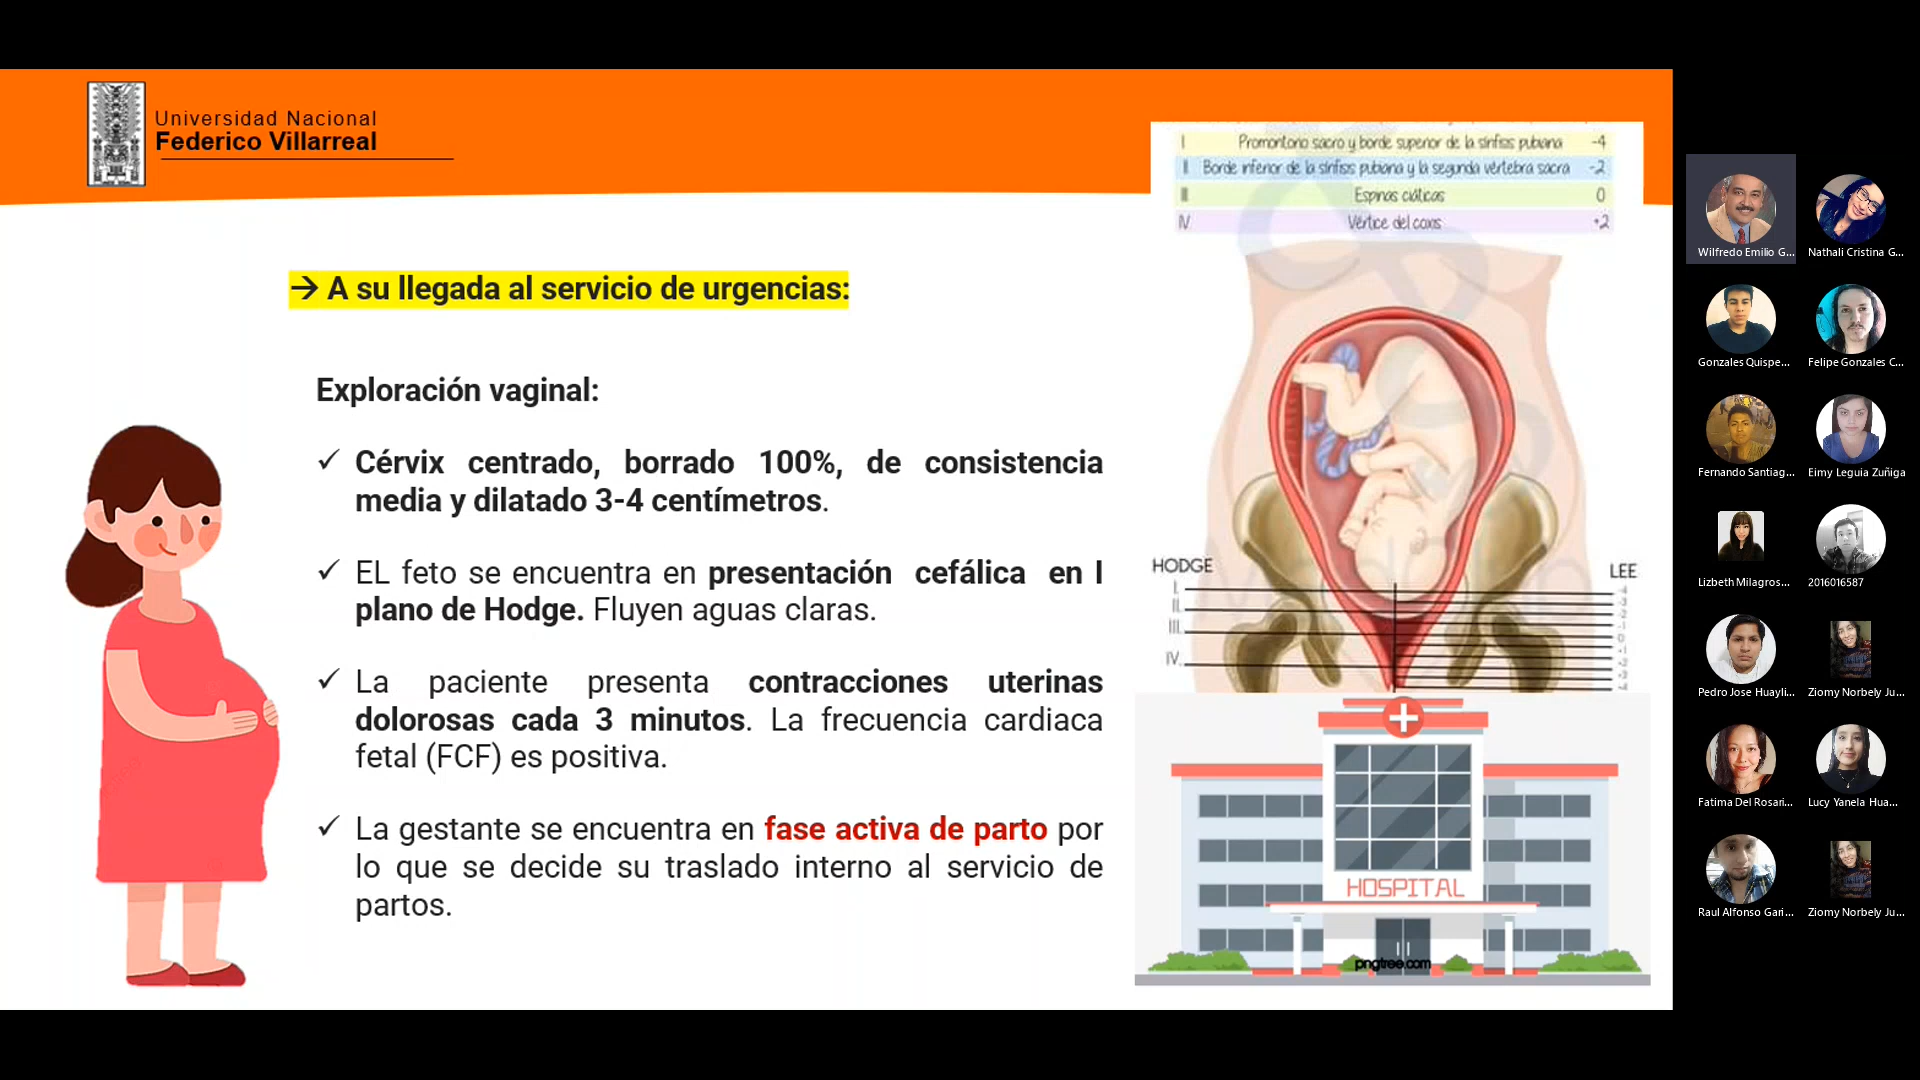 Universidad Nacional
Federico Villarreal
I Promontorio sacro y borde superior de la sínfisis pubiana -4
II Borde inferior de la sínfisis pubiana y la segunda vértebra sacra -2
III Espinas ciáticas 0
IV Vértice del coxis +2
→ A su llegada al servicio de urgencias:
Exploración vaginal:
✓ Cérvix centrado, borrado 100%, de consistencia
media y dilatado 3-4 centímetros.
✓ EL feto se encuentra en presentación cefálica en I
plano de Hodge. Fluyen aguas claras.
✓ La paciente presenta contracciones uterinas
dolorosas cada 3 minutos. La frecuencia cardiaca
fetal (FCF) es positiva.
✓ La gestante se encuentra en fase activa de parto por
lo que se decide su traslado interno al servicio de
partos.
HODGE
I.
II.
III.
IV.
LEE
HOSPITAL
pngtree.com
Wilfredo Emilio G...
Nathali Cristina G...
Gonzales Quispe...
Felipe Gonzales C...
Fernando Santiag...
Eimy Leguia Zuñiga
Lizbeth Milagros...
2016016587
Pedro Jose Huayli...
Ziomy Norbely Ju...
Fatima Del Rosari...
Lucy Yanela Hua...
Raul Alfonso Gari...
Ziomy Norbely Ju...